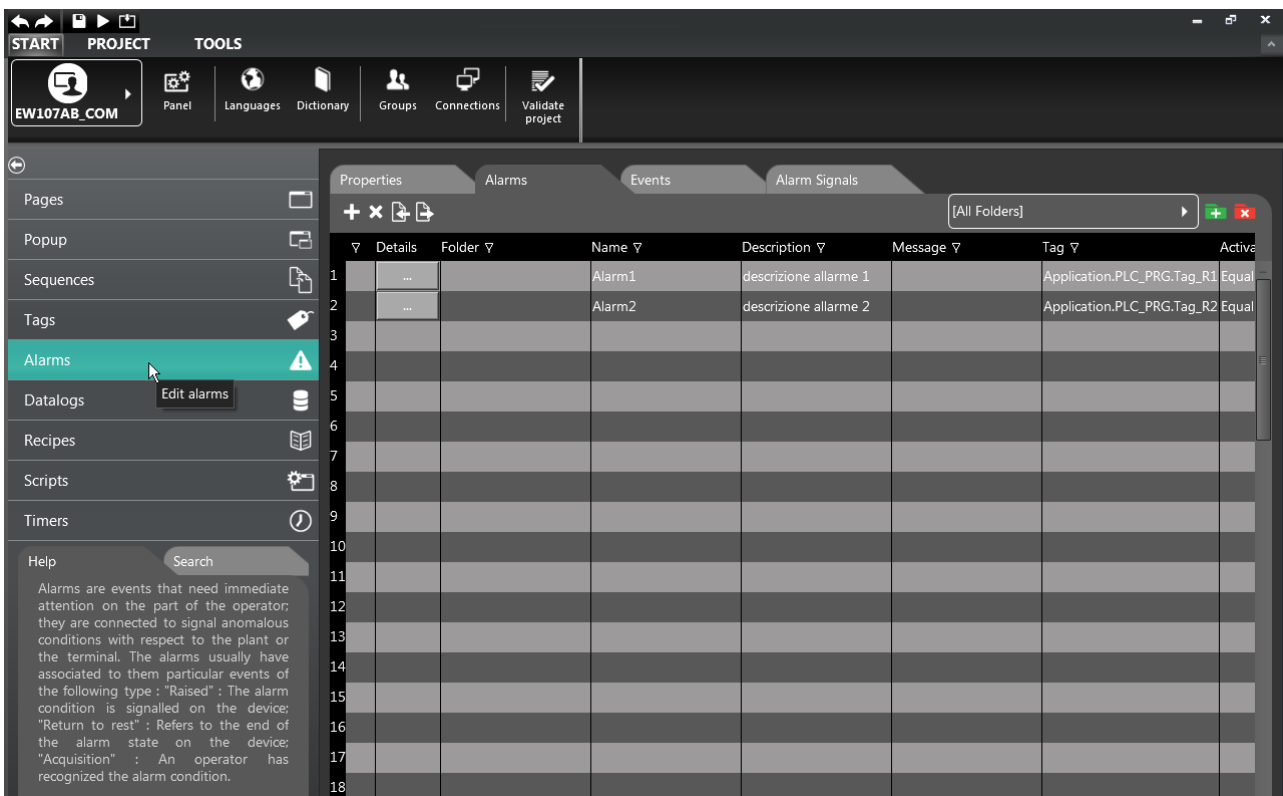 START PROJECT TOOLS
EW107AB_COM
Panel
Languages
Dictionary
Groups
Connections
Validate
project
Pages
Popup
Sequences
Tags
Alarms
Edit alarms
Datalogs
Recipes
Scripts
Timers
Help Search
Alarms are events that need immediate
attention on the part of the operator;
they are connected to signal anomalous
conditions with respect to the plant or
the terminal. The alarms usually have
associated to them particular events of
the following type : "Raised" : The alarm
condition is signalled on the device;
"Return to rest" : Refers to the end of
the alarm state on the device;
"Acquisition" : An operator has
recognized the alarm condition.
Properties Alarms Events Alarm Signals
[All Folders]
Details Folder Name Description Message Tag Activa
1 ... Alarm1 descrizione allarme 1 Application.PLC_PRG.Tag_R1 Equal
2 ... Alarm2 descrizione allarme 2 Application.PLC_PRG.Tag_R2 Equal
3
4
5
6
7
8
9
10
11
12
13
14
15
16
17
18